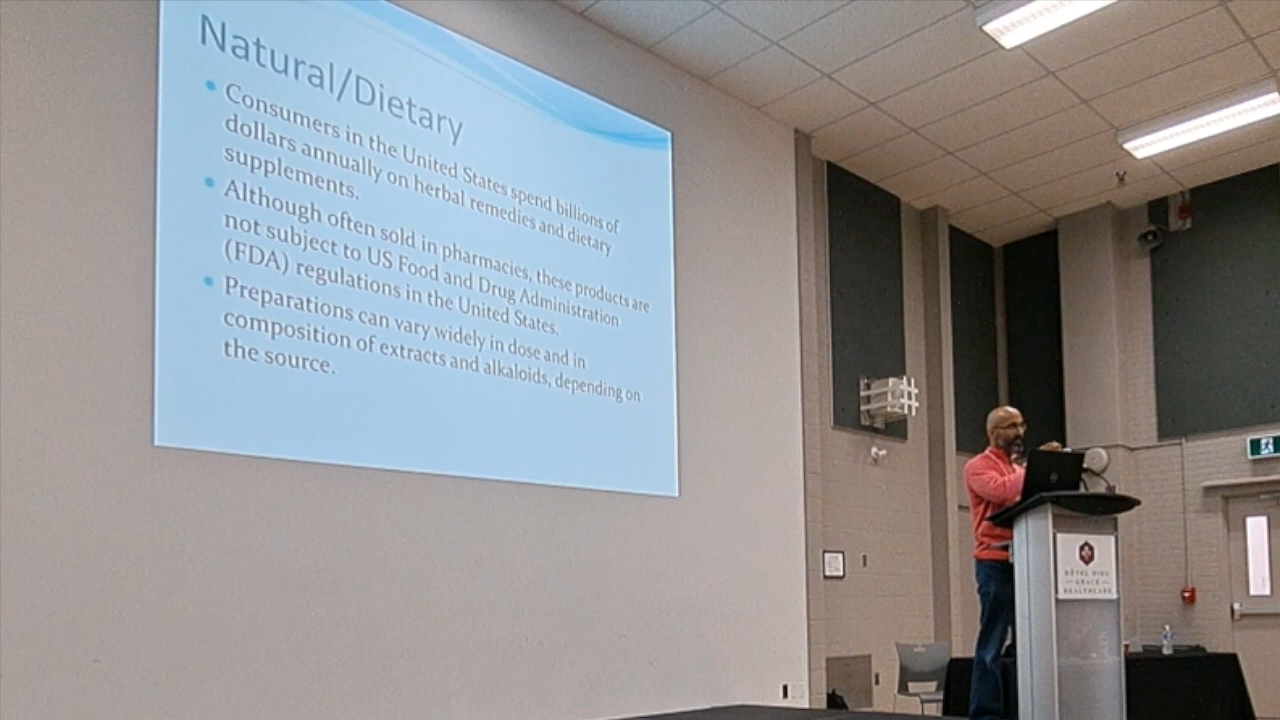 Natural/Dietary
• Consumers in the United States spend billions of
dollars annually on herbal remedies and dietary
supplements.
• Although often sold in pharmacies, these products are
not subject to US Food and Drug Administration
(FDA) regulations in the United States.
• Preparations can vary widely in dose and in
composition of extracts and alkaloids, depending on
the source.
HÔTEL DIEU
GRACE
HEALTHCARE